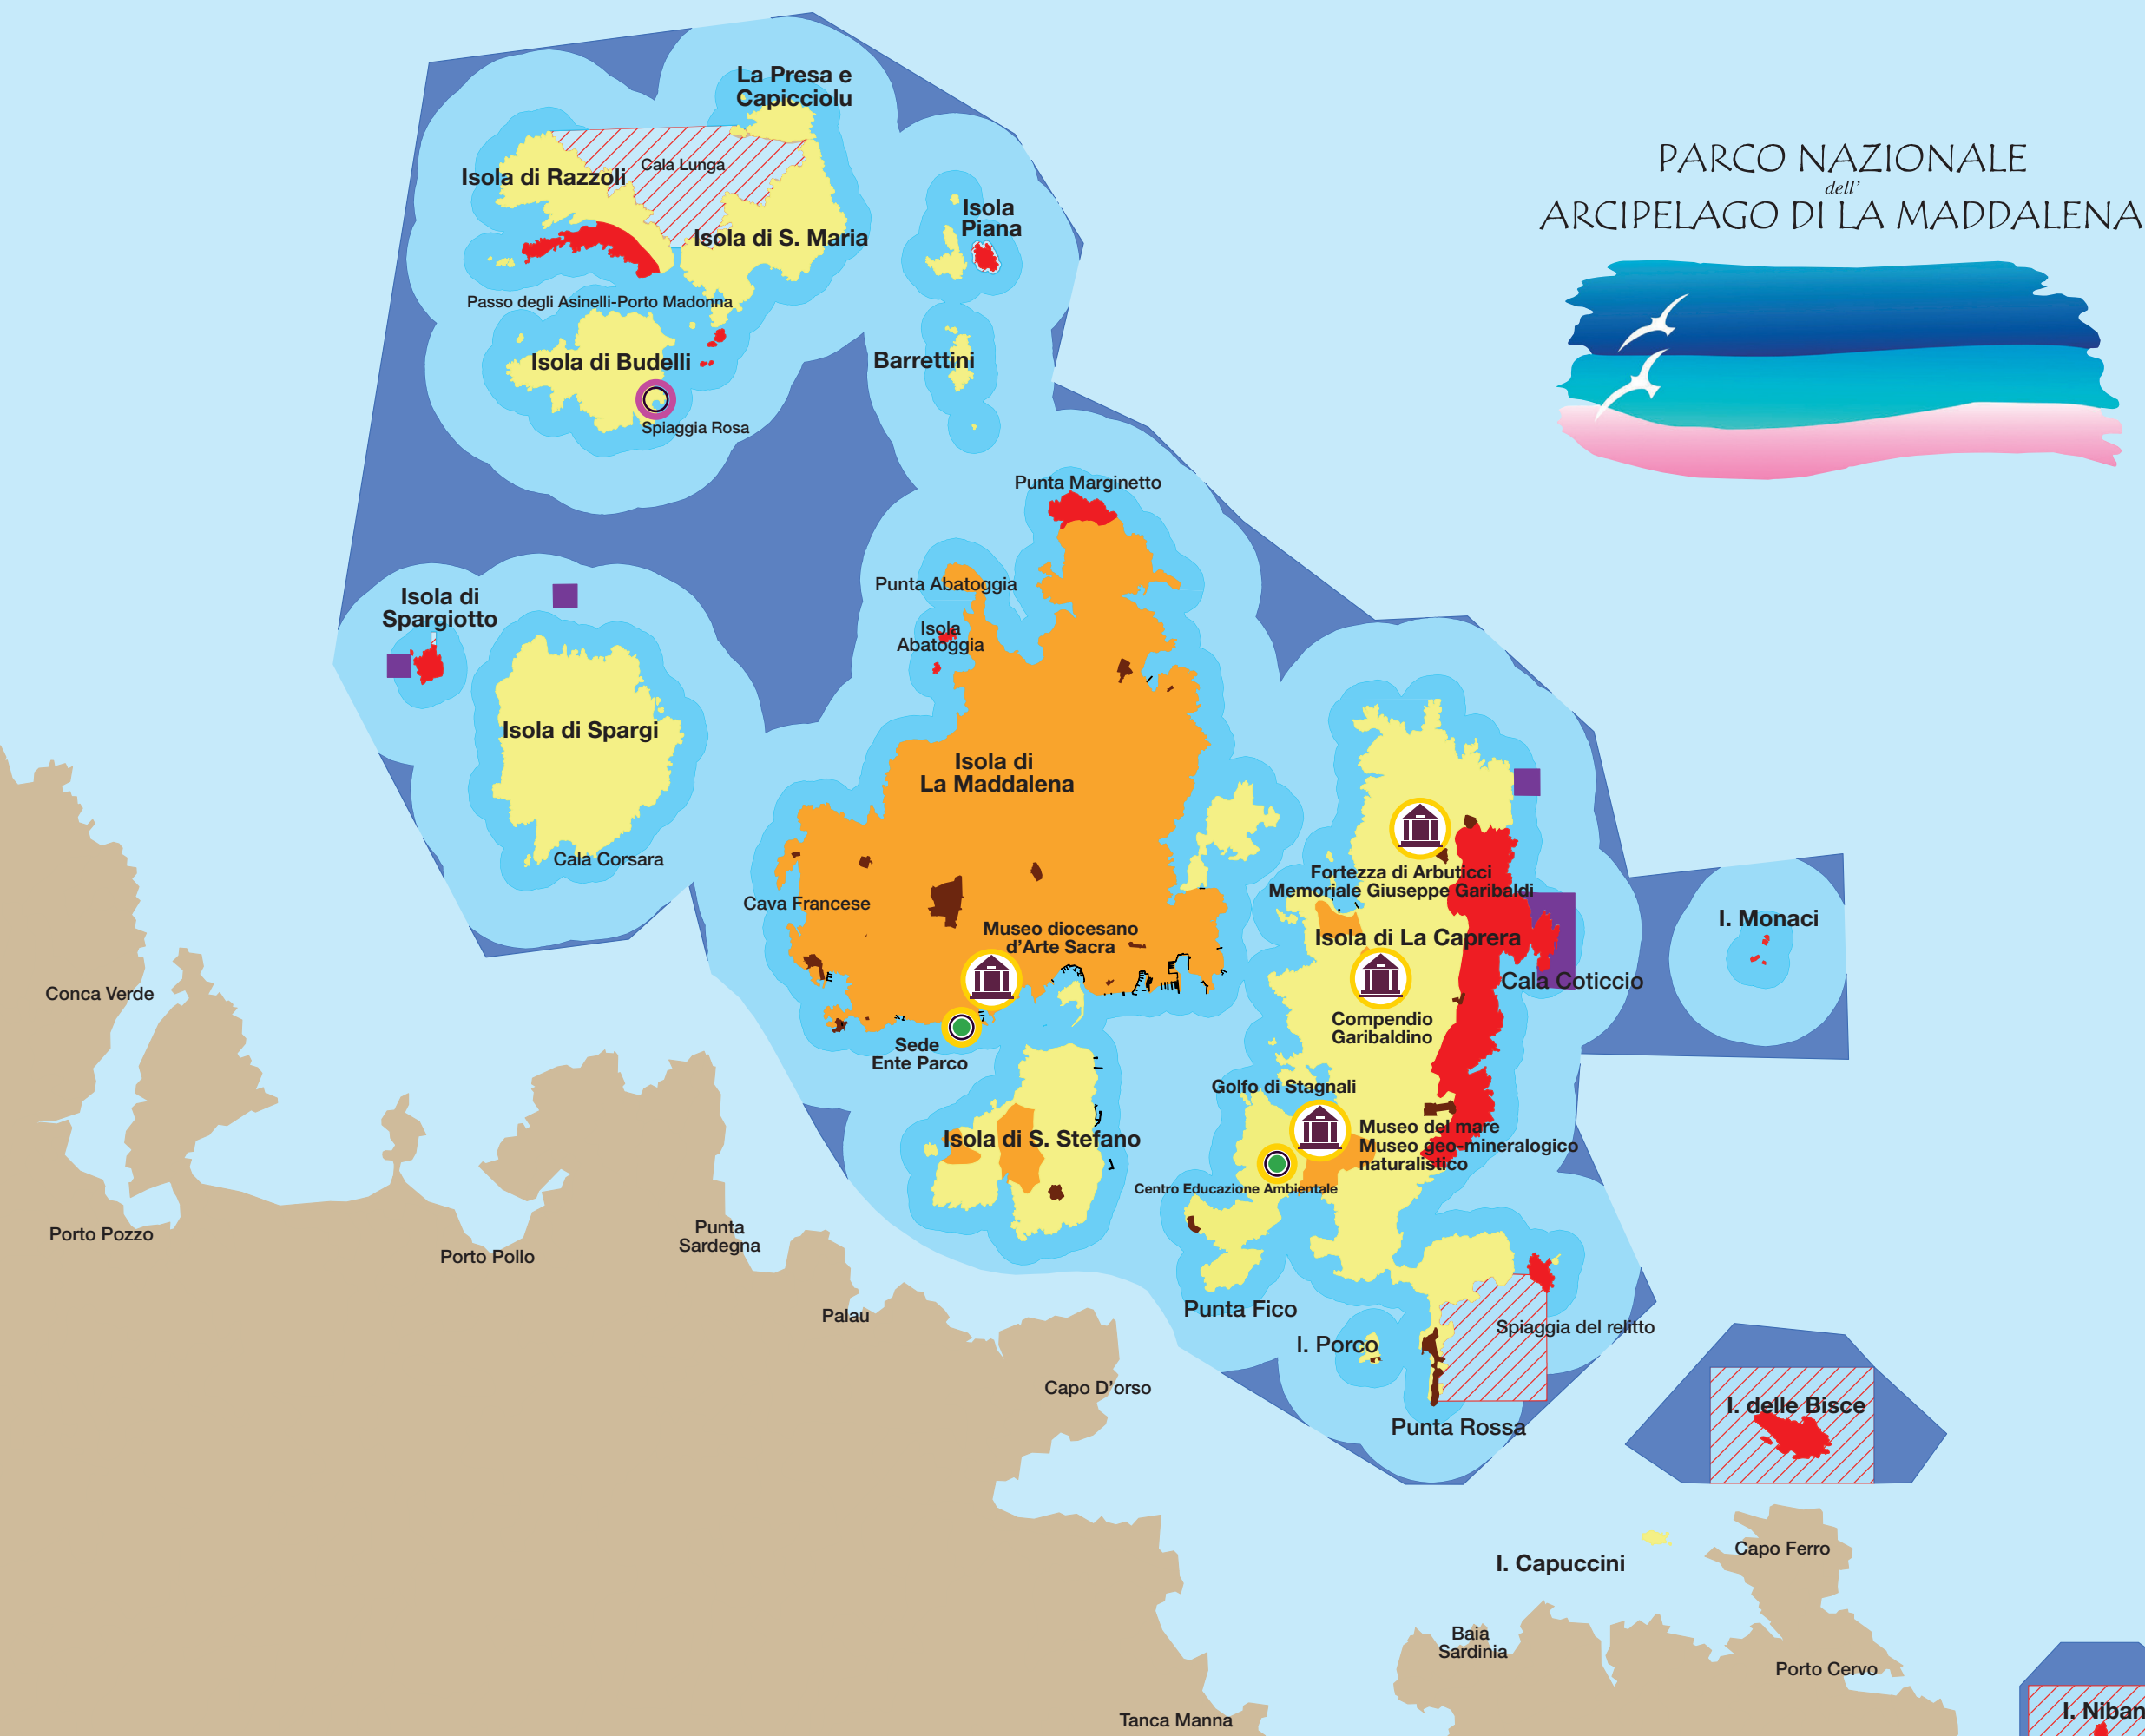 La Presa e
Capicciolu
PARCO NAZIONALE
dell'
ARCIPELAGO DI LA MADDALENA
Cala Lunga
Isola di Razzoli
Isola di S. Maria
Isola
Piana
Passo degli Asinelli-Porto Madonna
Isola di Budelli
Barrettini
Spiaggia Rosa
Punta Marginetto
Punta Abatoggia
Isola di
Spargiotto
Isola
Abatoggia
Isola di Spargi
Isola di
La Maddalena
Cala Corsara
Fortezza di Arbuticci
Memoriale Giuseppe Garibaldi
Cava Francese
I. Monaci
Museo diocesano
d'Arte Sacra
Isola di La Caprera
Cala Coticcio
Conca Verde
Compendio
Garibaldino
Sede
Ente Parco
Golfo di Stagnali
Isola di S. Stefano
Museo del mare
Museo geo-mineralogico
naturalistico
Centro Educazione Ambientale
Porto Pozzo
Punta
Sardegna
Porto Pollo
Punta Fico
Palau
Spiaggia del relitto
I. Porco
Capo D'orso
I. delle Bisce
Punta Rossa
Capo Ferro
I. Capuccini
Baia
Sardinia
Porto Cervo
I. Niban
Tanca Manna